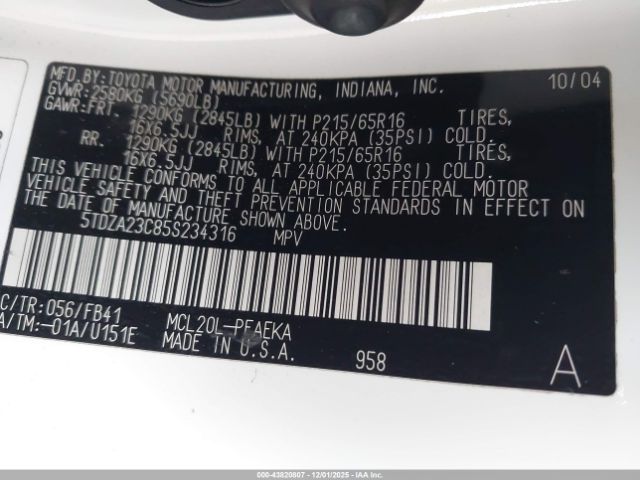 MFD. BY: TOYOTA MOTOR MANUFACTURING, INDIANA, INC. 10/04
GVWR: 2580KG (5690LB)
GAWR: FRT. 1290KG (2845LB) WITH P215/65R16 TIRES,
16X6.5JJ RIMS, AT 240KPA (35PSI) COLD.
RR. 1290KG (2845LB) WITH P215/65R16 TIRES,
16X6.5JJ RIMS, AT 240KPA (35PSI) COLD.
THIS VEHICLE CONFORMS TO ALL APPLICABLE FEDERAL MOTOR
VEHICLE SAFETY AND THEFT PREVENTION STANDARDS IN EFFECT ON
THE DATE OF MANUFACTURE SHOWN ABOVE.
5TDZA23C85S234316 MPV
C/TR: 056/FB41 MCL20L-PFAEKA
A/TM: -01A/U151E MADE IN U.S.A. 958 A
000-43820807 - 12/01/2025 - IAAI.COM